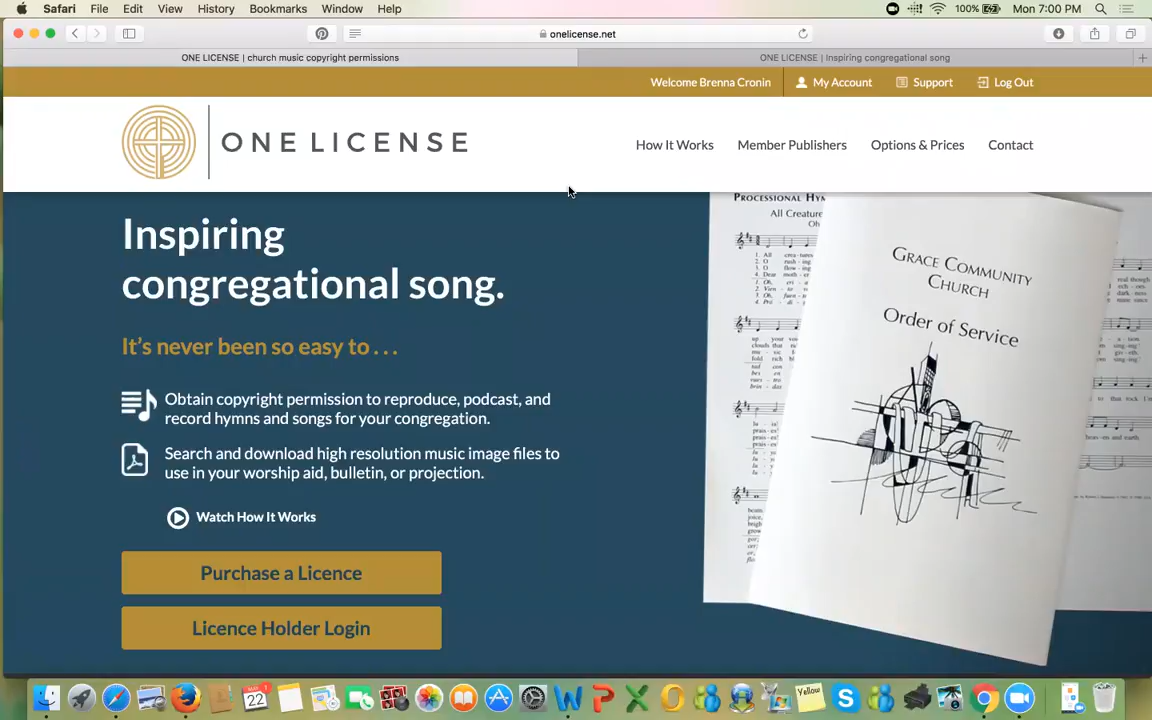 Safari File Edit View History Bookmarks Window Help 100% Mon 7:00 PM
onelicense.net
ONE LICENSE | church music copyright permissions ONE LICENSE | Inspiring congregational song
Welcome Brenna Cronin My Account Support Log Out
ONE LICENSE How It Works Member Publishers Options & Prices Contact
Inspiring
congregational song.
It's never been so easy to . . .
Obtain copyright permission to reproduce, podcast, and
record hymns and songs for your congregation.
Search and download high resolution music image files to
use in your worship aid, bulletin, or projection.
Watch How It Works
Purchase a Licence
Licence Holder Login
PROCESSIONAL HYM
All Creature
Oh
GRACE COMMUNITY
CHURCH
Order of Service
MAY
22
Yellow